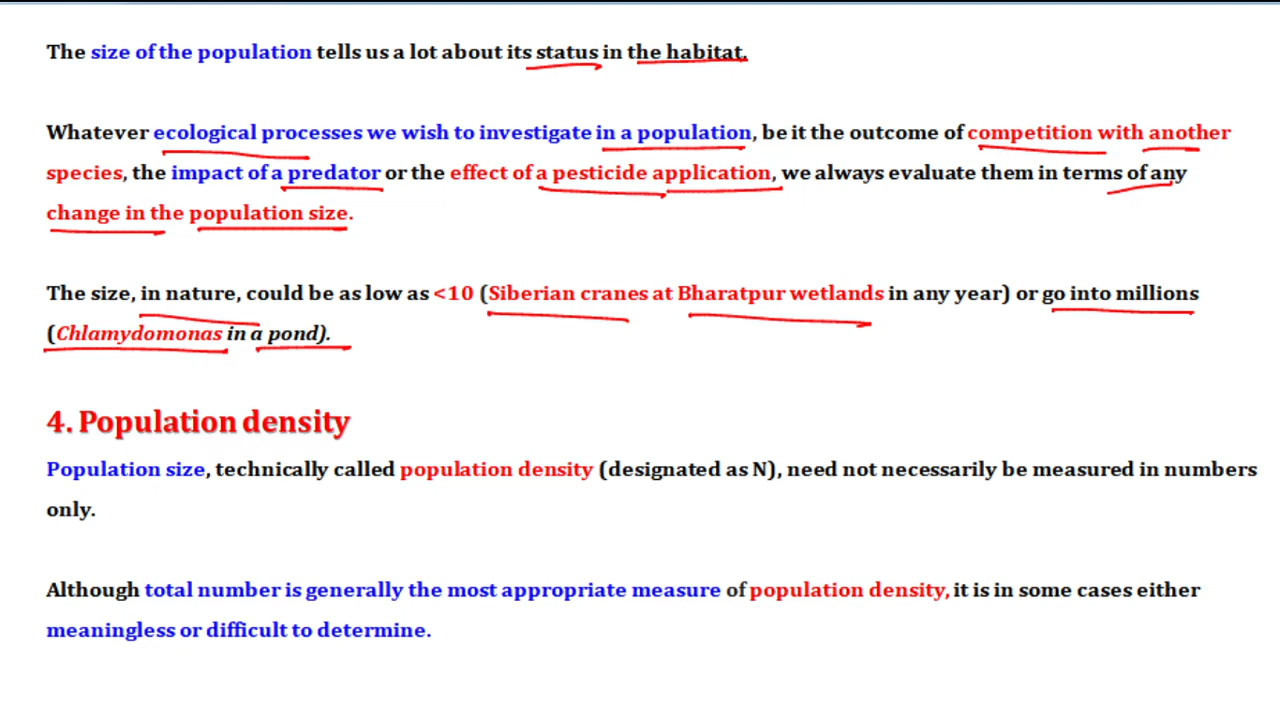 The size of the population tells us a lot about its status in the habitat.
Whatever ecological processes we wish to investigate in a population, be it the outcome of competition with another
species, the impact of a predator or the effect of a pesticide application, we always evaluate them in terms of any
change in the population size.
The size, in nature, could be as low as <10 (Siberian cranes at Bharatpur wetlands in any year) or go into millions
(Chlamydomonas in a pond).
4. Population density
Population size, technically called population density (designated as N), need not necessarily be measured in numbers
only.
Although total number is generally the most appropriate measure of population density, it is in some cases either
meaningless or difficult to determine.